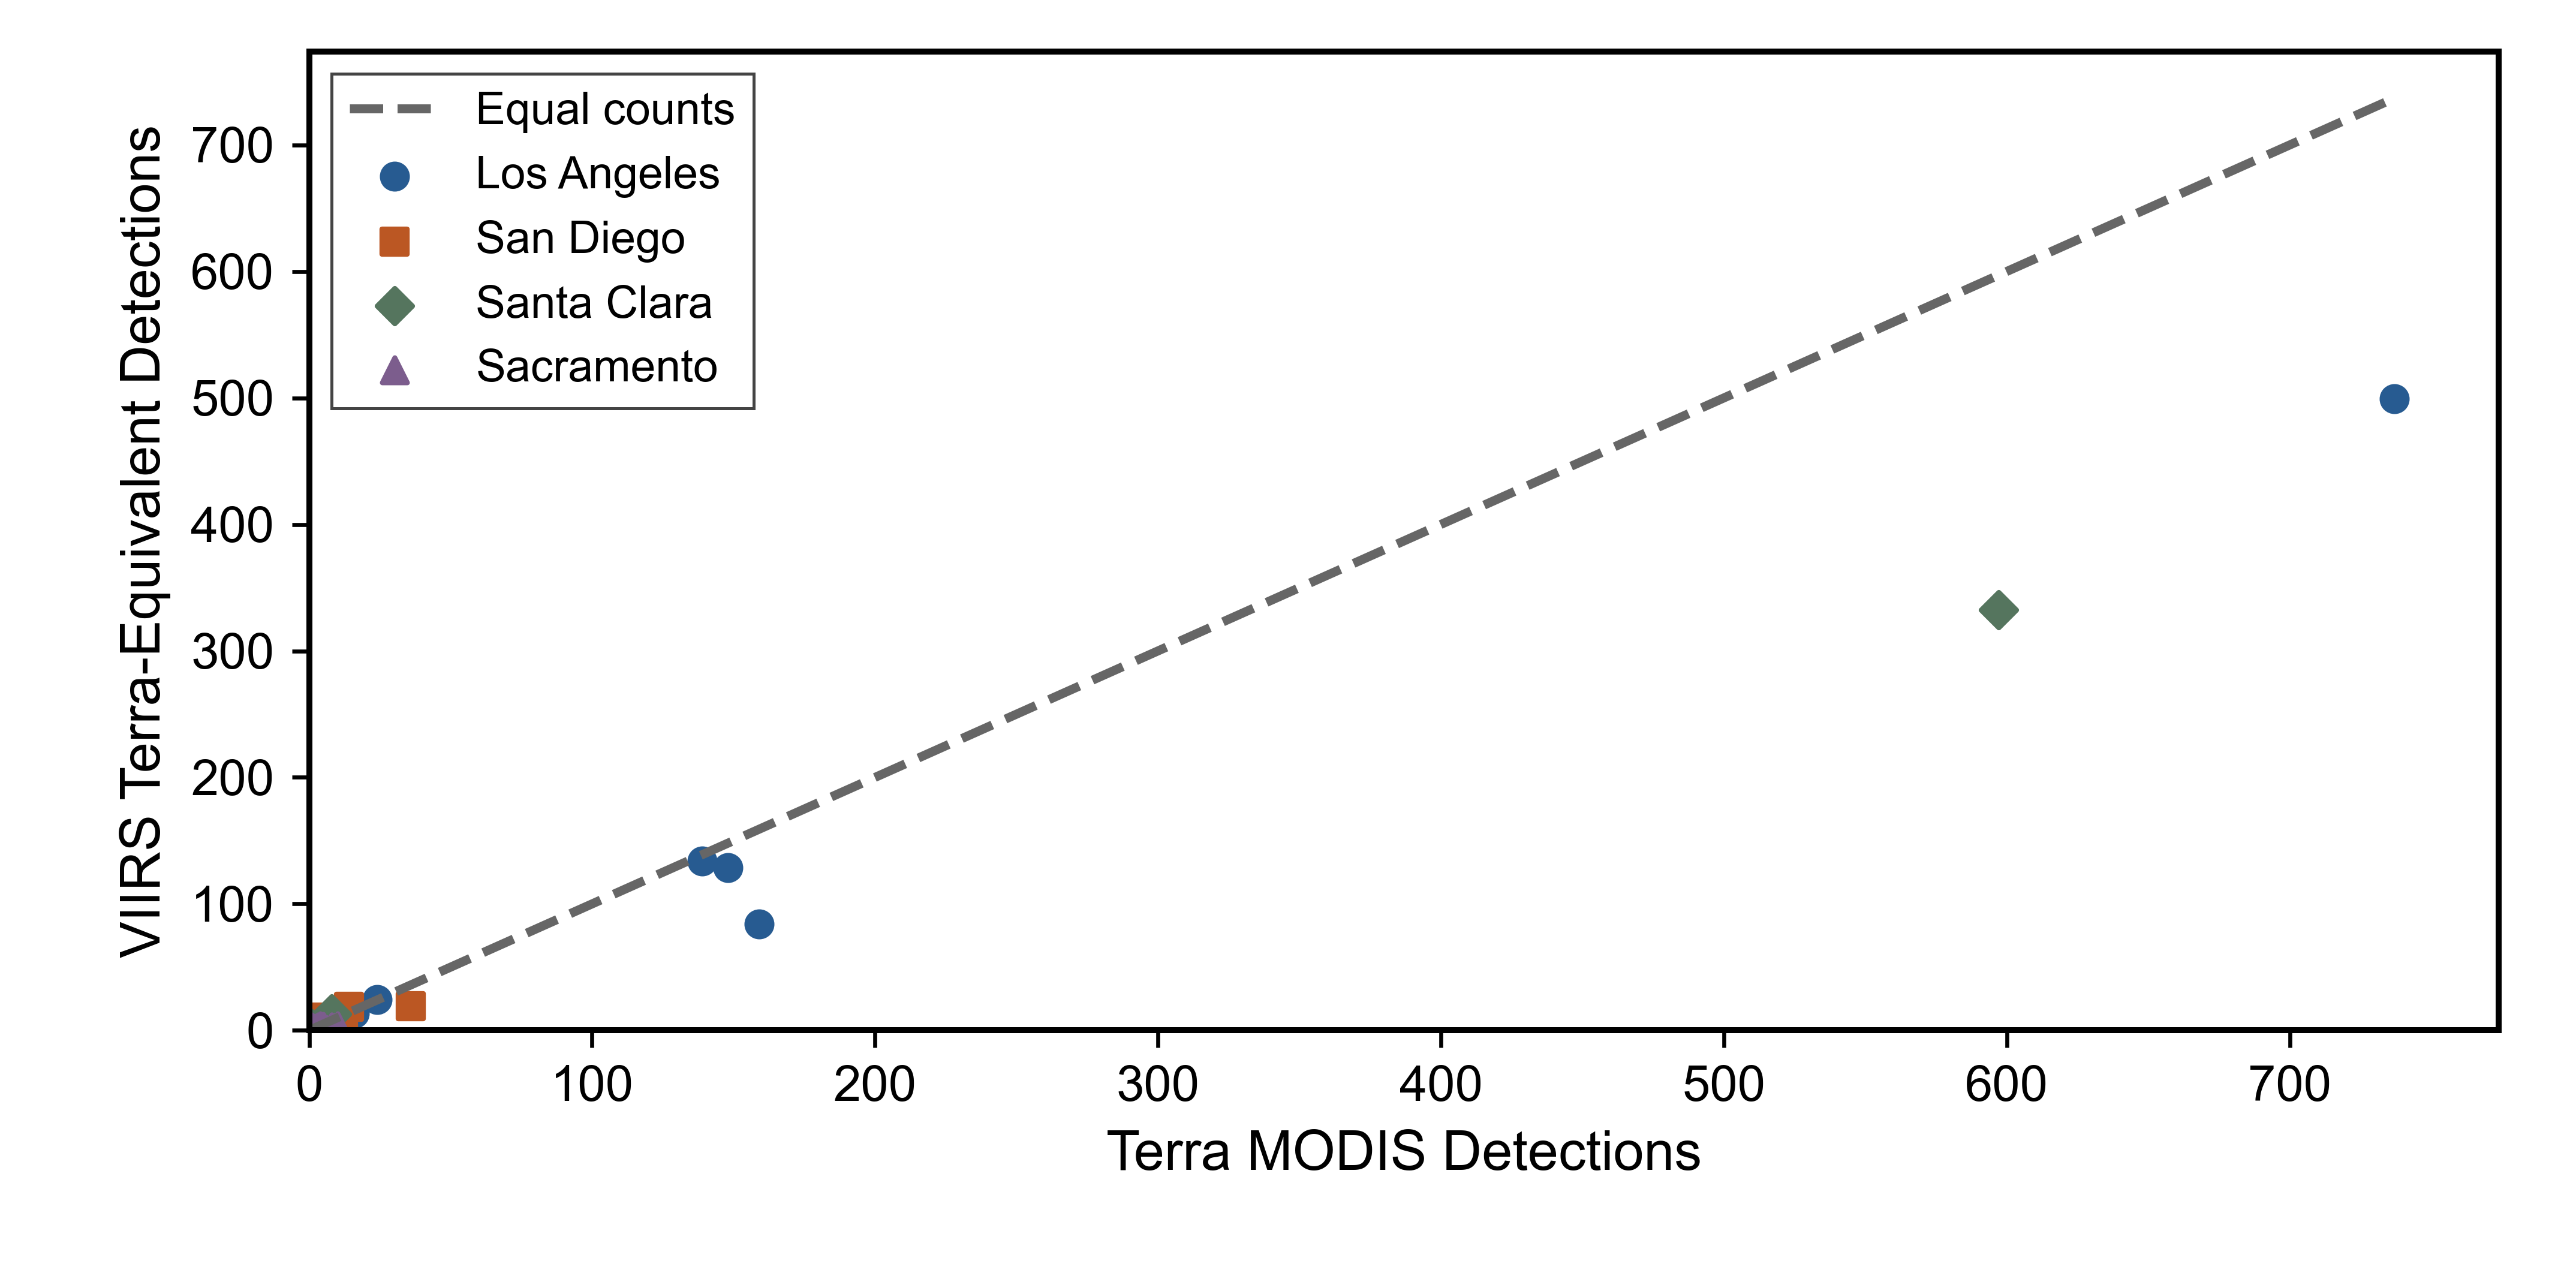 Equal counts
Los Angeles
San Diego
Santa Clara
Sacramento
VIIRS Terra-Equivalent Detections
700
600
500
400
300
200
100
0
0 100 200 300 400 500 600 700
Terra MODIS Detections